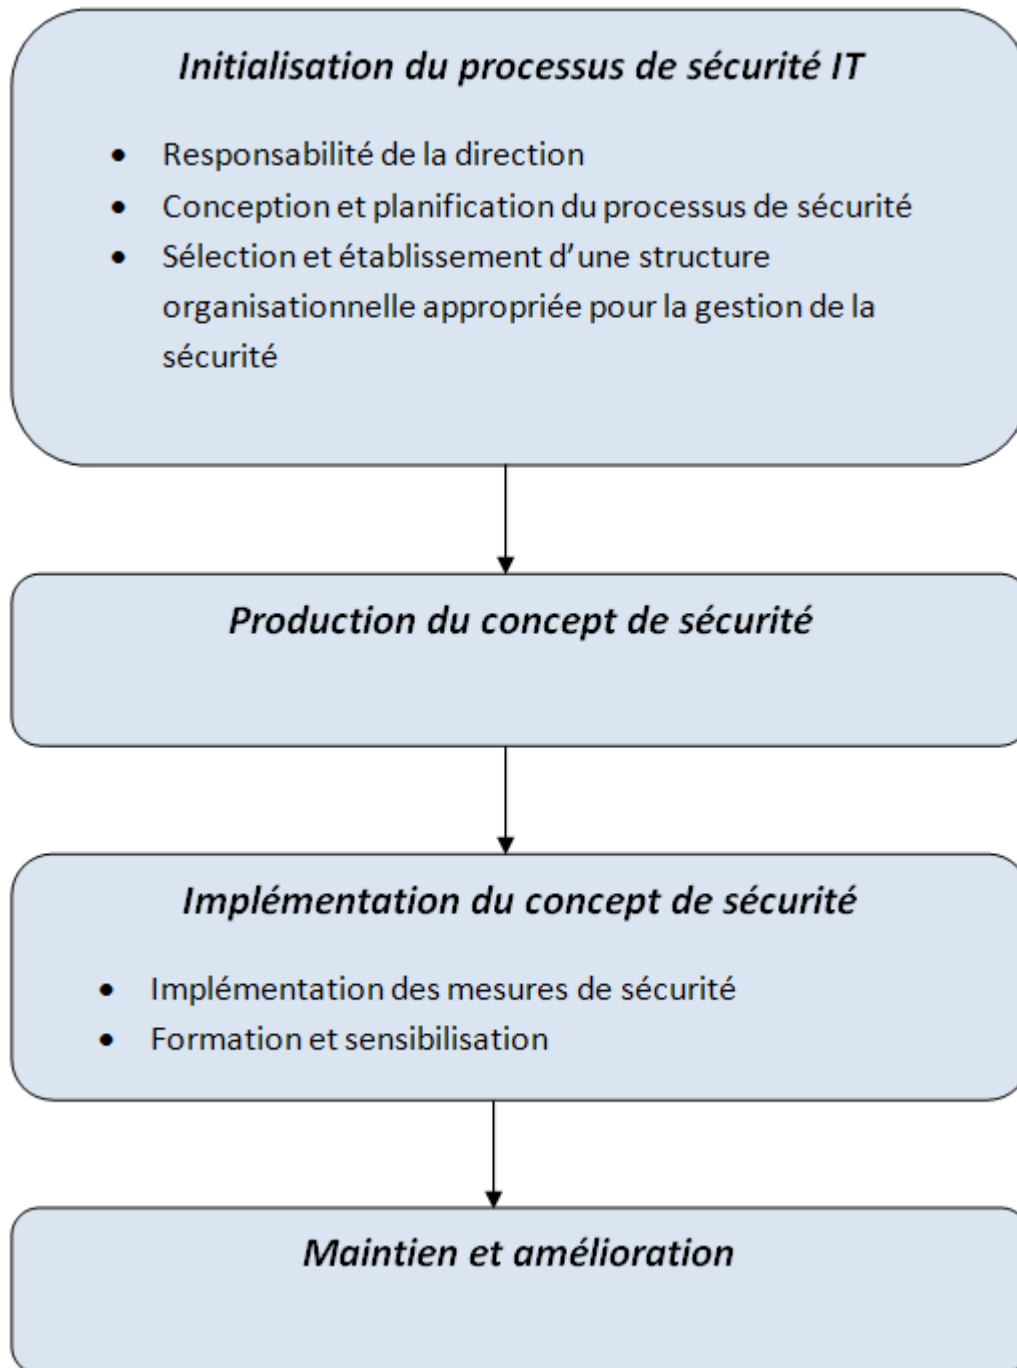 Initialisation du processus de sécurité IT
• Responsabilité de la direction
• Conception et planification du processus de sécurité
• Sélection et établissement d’une structure
organisationnelle appropriée pour la gestion de la
sécurité
Production du concept de sécurité
Implémentation du concept de sécurité
• Implémentation des mesures de sécurité
• Formation et sensibilisation
Maintien et amélioration